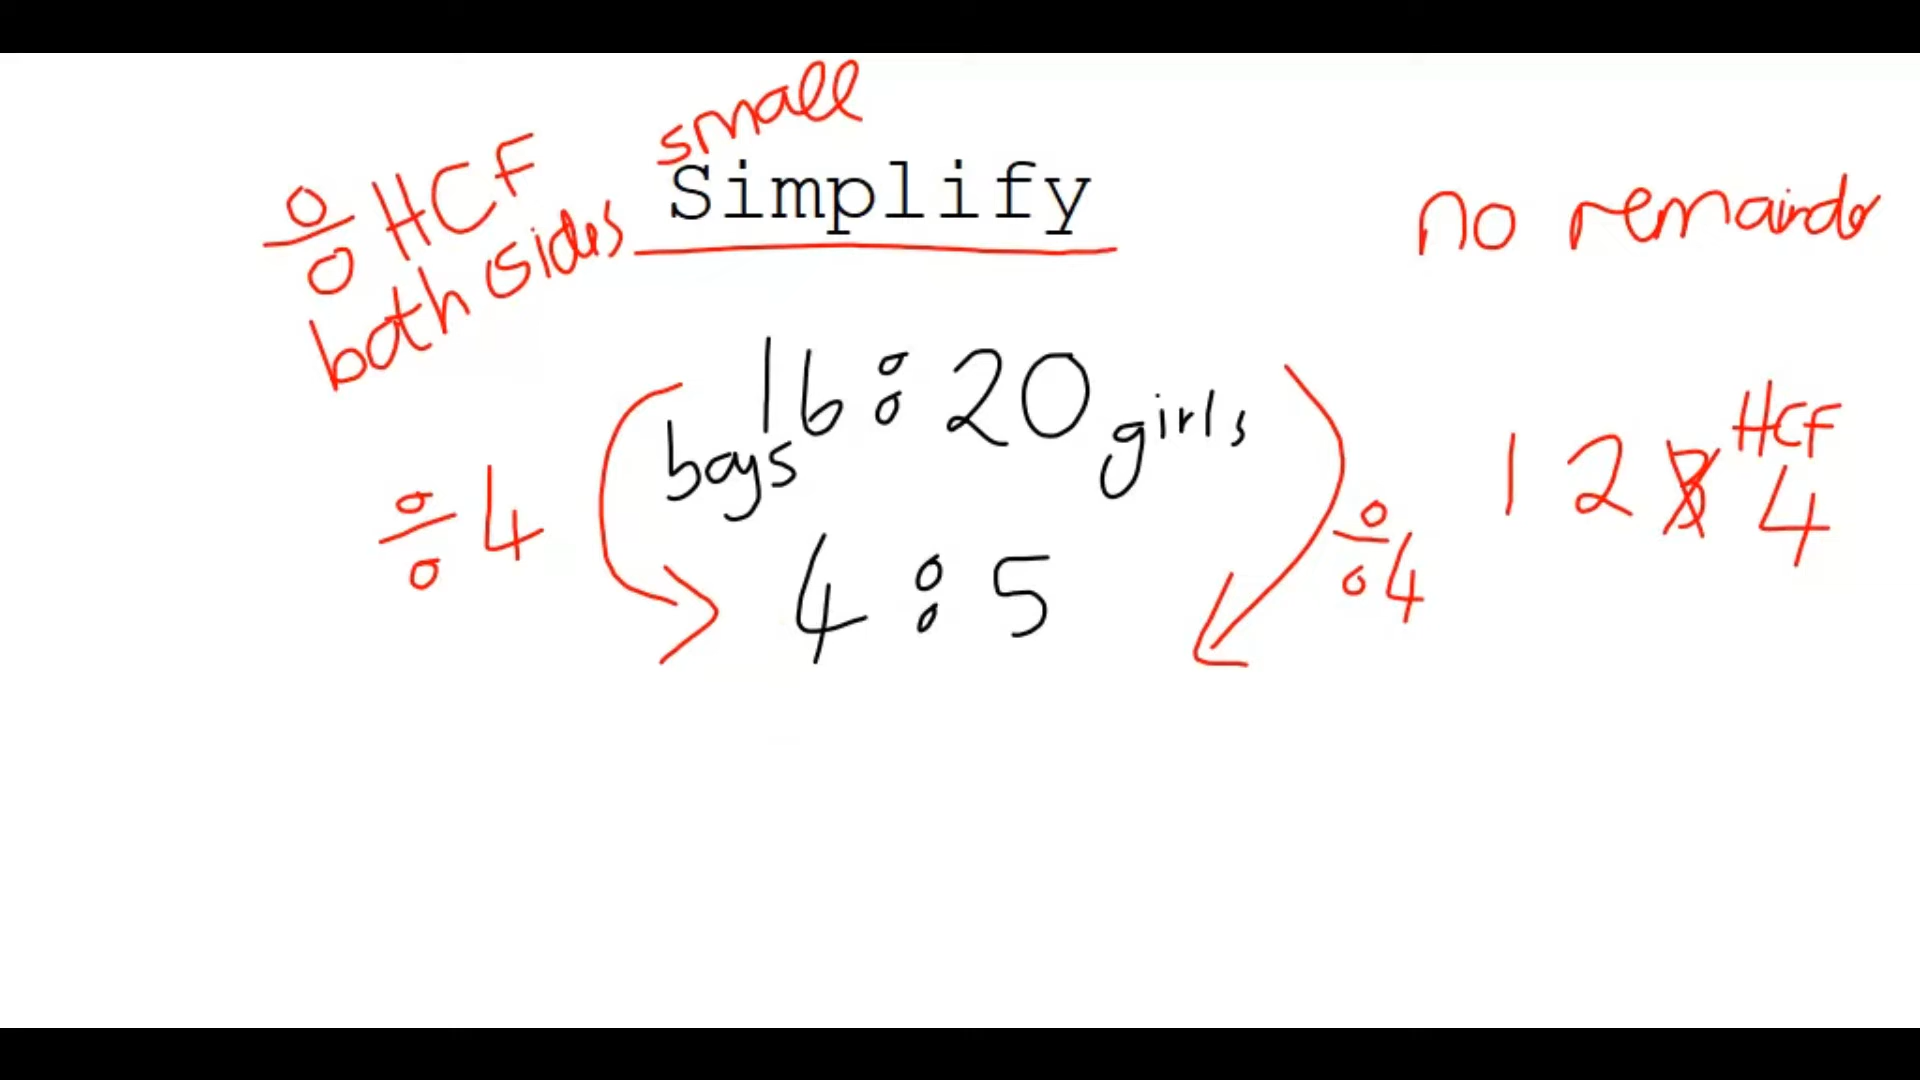 small
÷ HCF
both sides
Simplify
no remainder
16 : 20
boys
girls
HCF
1 2 3 4
÷4
÷4
4 : 5